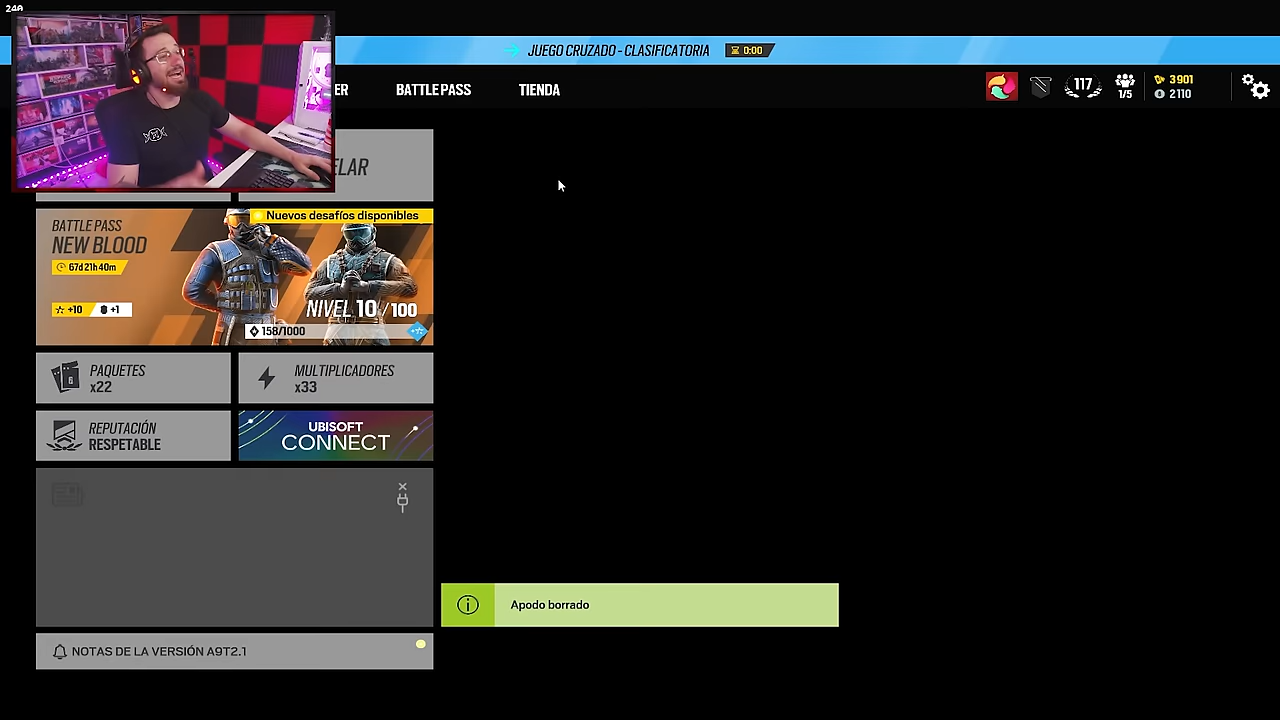 240
JUEGO CRUZADO - CLASIFICATORIA
0:00
ER
BATTLE PASS
TIENDA
117
1/5
3901
2110
ELAR
BATTLE PASS
NEW BLOOD
Nuevos desafíos disponibles
67d 21h 40m
+10
+1
NIVEL 10 / 100
158/1000
PAQUETES
x22
MULTIPLICADORES
x33
REPUTACIÓN
RESPETABLE
UBISOFT
CONNECT
Apodo borrado
NOTAS DE LA VERSIÓN A9T2.1